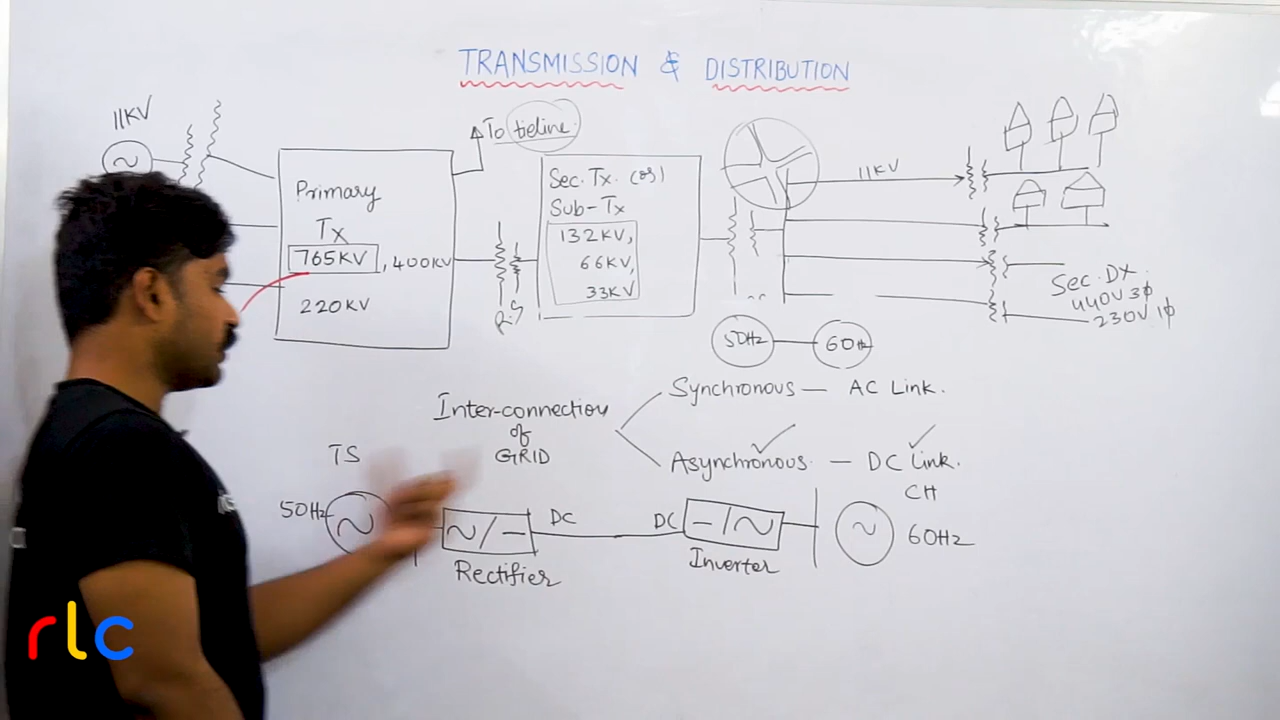 TRANSMISSION & DISTRIBUTION
11KV
To tieline.
Primary
Tx
765KV, 400KV
220KV
R.S
Sec.Tx. (or)
Sub-Tx
132KV,
66KV,
33KV
11KV
Sec.DX
440V 3ϕ
230V 1ϕ
50Hz
60Hz
Inter-connection
of
GRID
Synchronous — AC Link.
Asynchronous. — DC Link.
TS
CH
50Hz
DC
DC
60Hz
Rectifier
Inverter
rlc